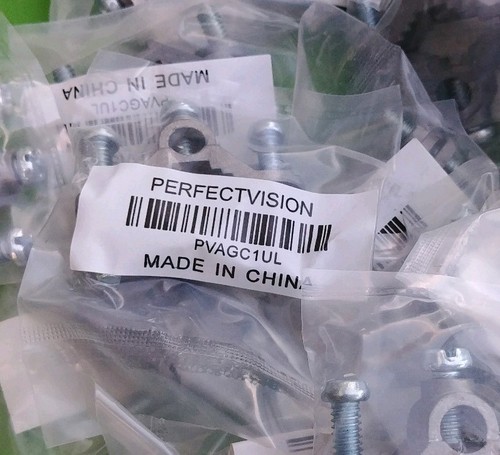 MADE IN CHINA
PVAGC1UL
PERFECTVISION
PVAGC1UL
MADE IN CHINA